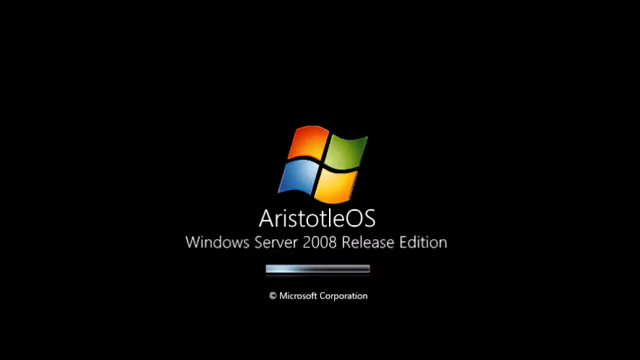 AristotleOS
Windows Server 2008 Release Edition
© Microsoft Corporation